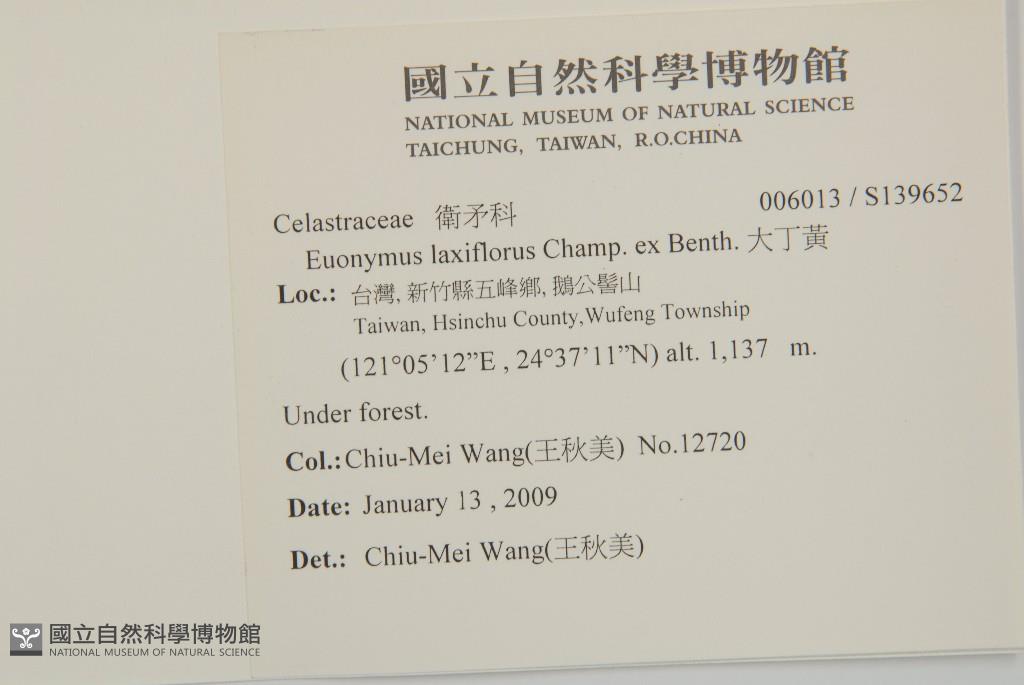 國立自然科學博物館
NATIONAL MUSEUM OF NATURAL SCIENCE
TAICHUNG, TAIWAN, R.O.CHINA
Celastraceae 衛矛科 006013 / S139652
Euonymus laxiflorus Champ. ex Benth. 大丁黃
Loc.: 台灣, 新竹縣五峰鄉, 鵝公髻山
Taiwan, Hsinchu County,Wufeng Township
(121°05’12”E , 24°37’11”N) alt. 1,137 m.
Under forest.
Col.:Chiu-Mei Wang(王秋美) No.12720
Date: January 13 , 2009
Det.: Chiu-Mei Wang(王秋美)
國立自然科學博物館
NATIONAL MUSEUM OF NATURAL SCIENCE